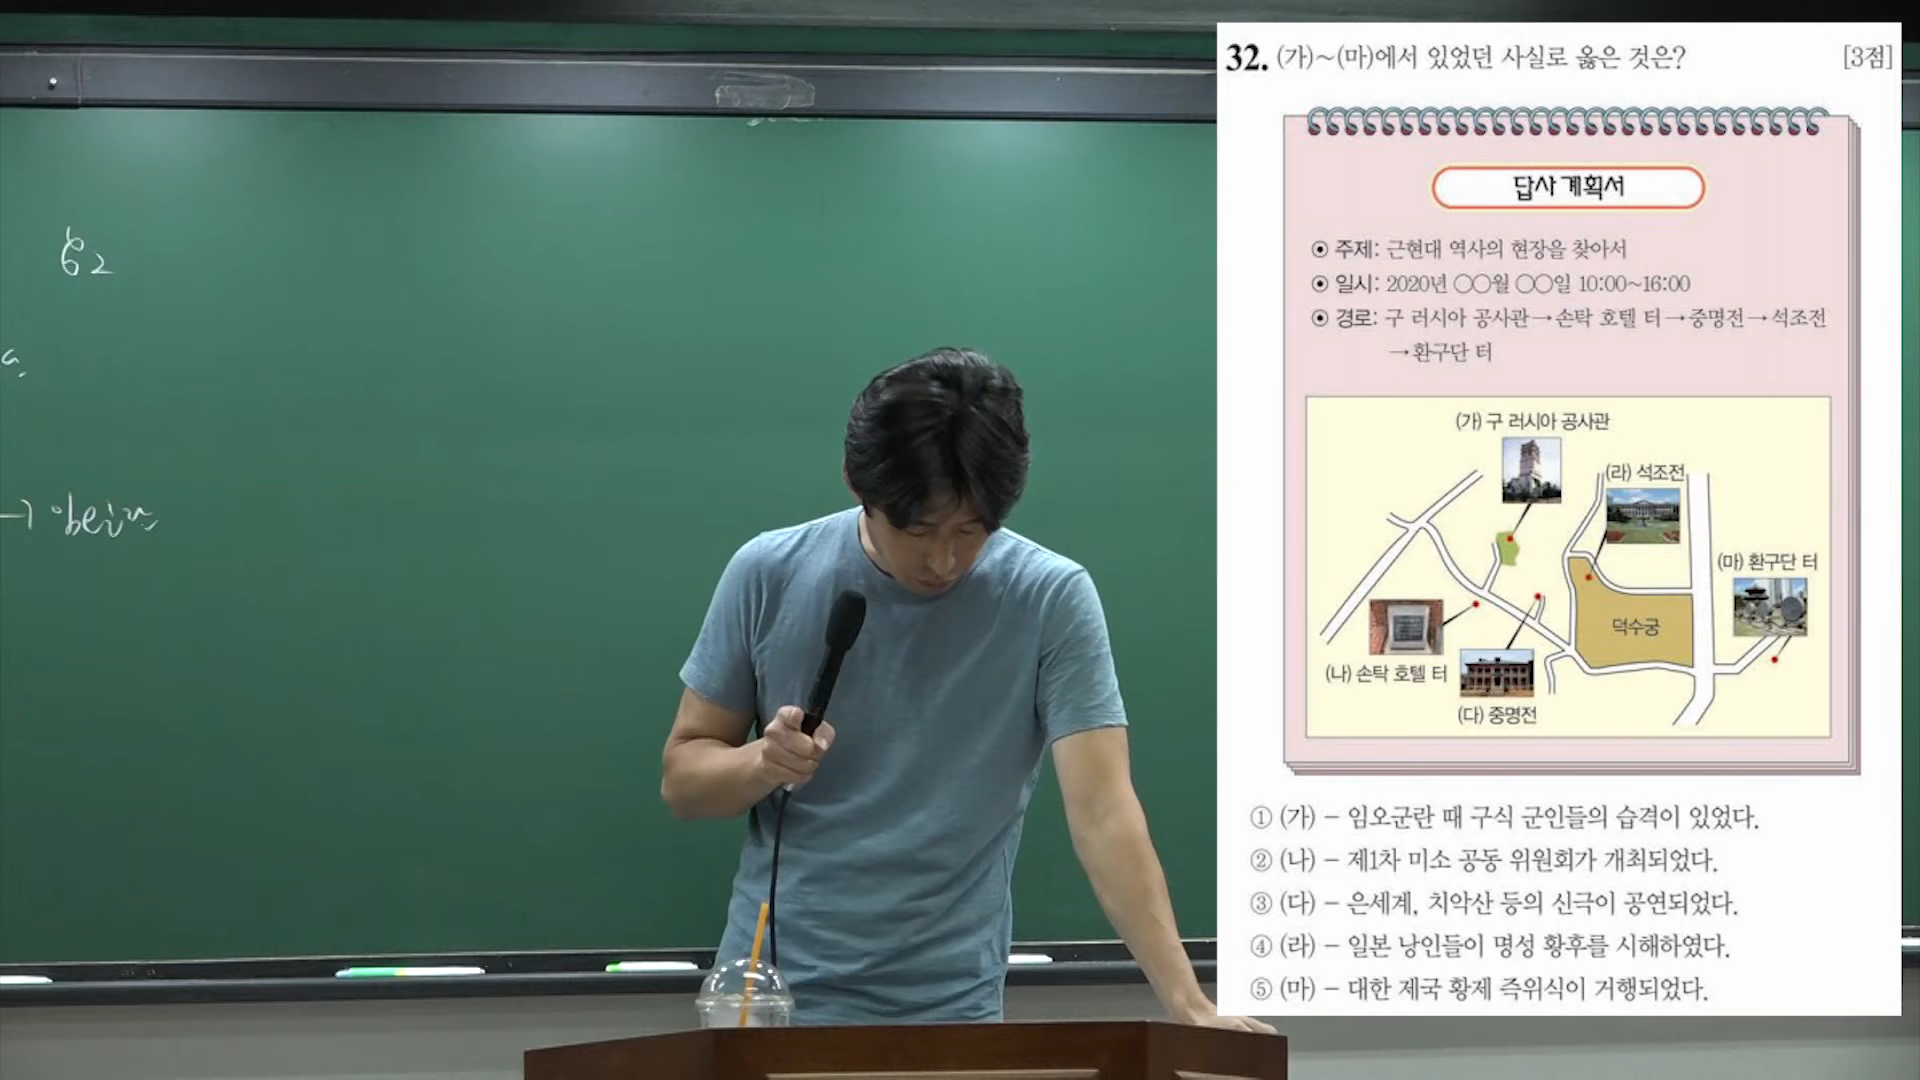 62
32. (가)~(마)에서 있었던 사실로 옳은 것은? [3점]
답사 계획서
⊙ 주제: 근현대 역사의 현장을 찾아서
⊙ 일시: 2020년 ○○월 ○○일 10:00~16:00
⊙ 경로: 구 러시아 공사관→손탁 호텔 터→중명전→석조전
→환구단 터
(가) 구 러시아 공사관
(라) 석조전
(마) 환구단 터
덕수궁
(나) 손탁 호텔 터
(다) 중명전
① (가) - 임오군란 때 구식 군인들의 습격이 있었다.
② (나) - 제1차 미소 공동 위원회가 개최되었다.
③ (다) - 은세계, 치악산 등의 신극이 공연되었다.
④ (라) - 일본 낭인들이 명성 황후를 시해하였다.
⑤ (마) - 대한 제국 황제 즉위식이 거행되었다.